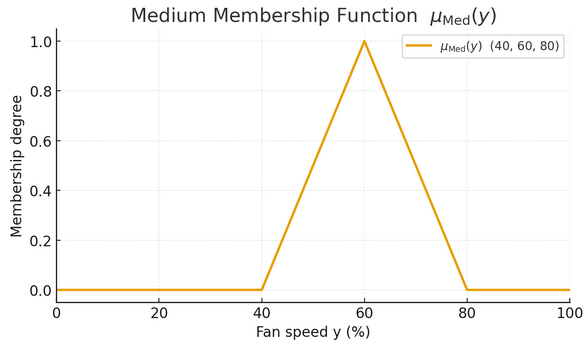 Medium Membership Function μMed(y)
μMed(y) (40, 60, 80)
Membership degree
1.0
0.8
0.6
0.4
0.2
0.0
0 20 40 60 80 100
Fan speed y (%)